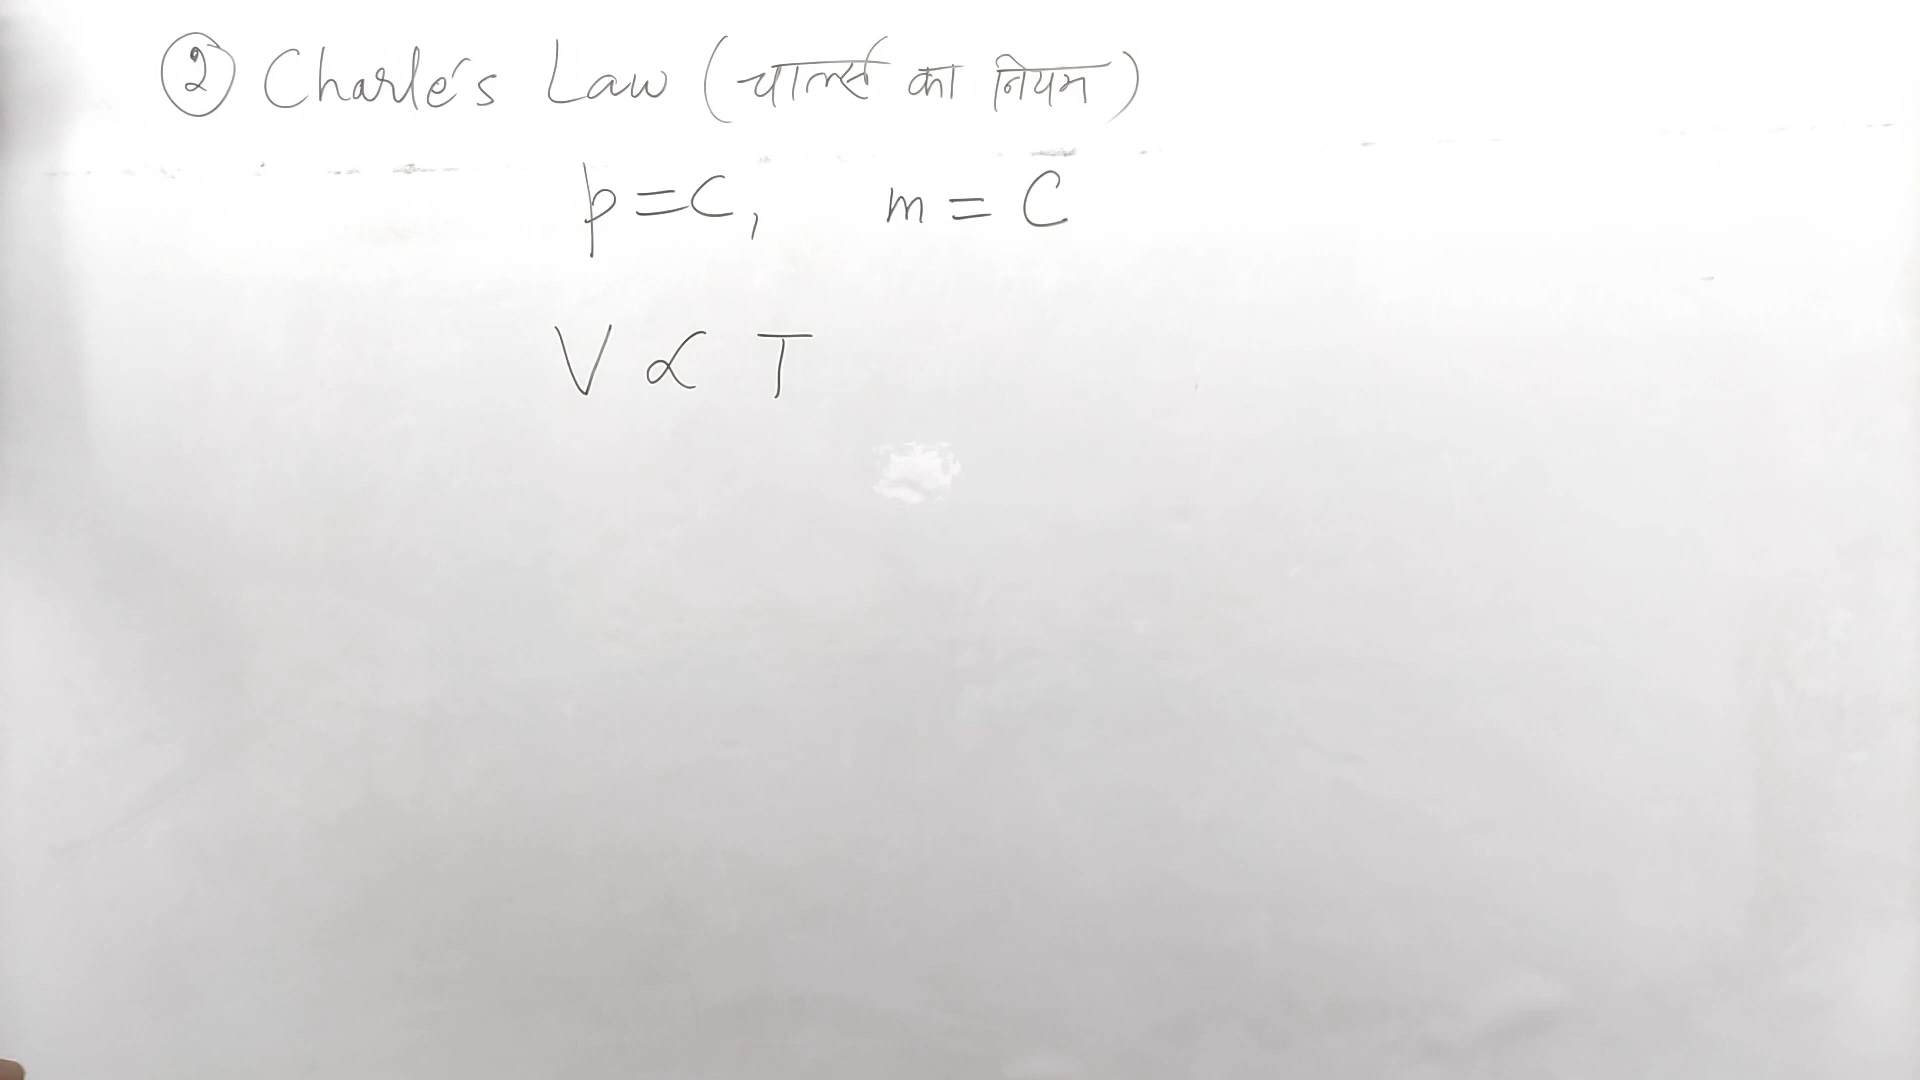 ② Charle's Law (चार्ल्स का नियम)
p=C, m = C
V ∝ T